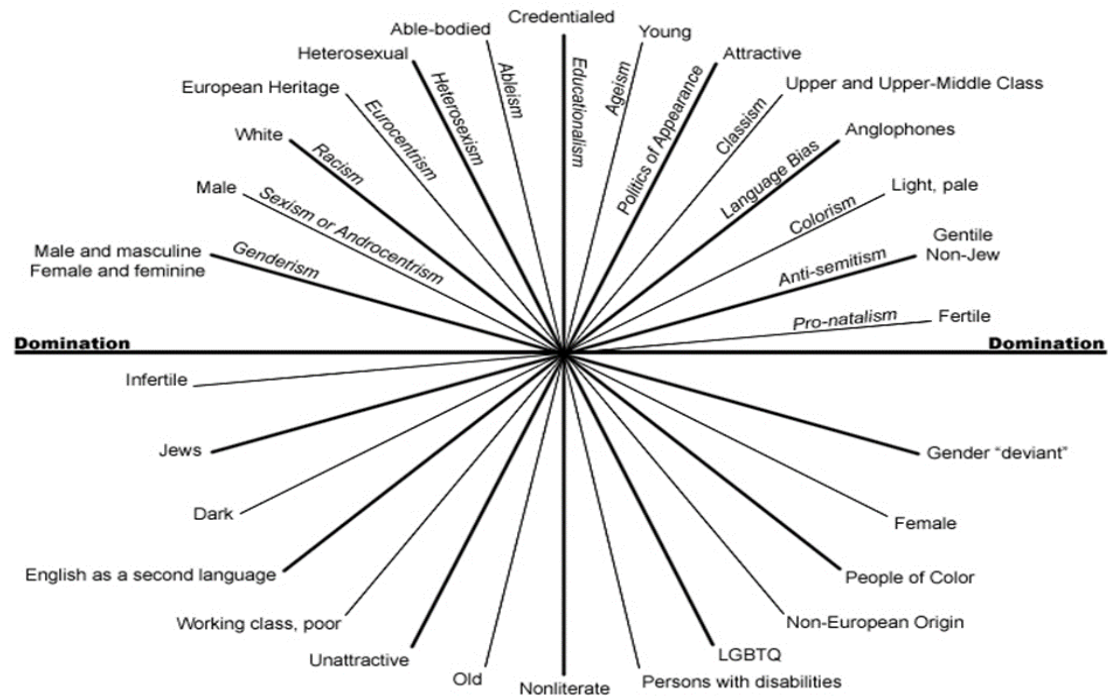 Credentialed
Able-bodied
Young
Heterosexual
Attractive
European Heritage
Upper and Upper-Middle Class
White
Anglophones
Male
Light, pale
Male and masculine
Female and feminine
Gentile
Non-Jew
Fertile
Genderism
Sexism or Androcentrism
Racism
Eurocentrism
Heterosexism
Ableism
Educationalism
Ageism
Politics of Appearance
Classism
Language Bias
Colorism
Anti-semitism
Pro-natalism
Domination
Domination
Infertile
Jews
Gender “deviant”
Dark
Female
English as a second language
People of Color
Working class, poor
Non-European Origin
Unattractive
LGBTQ
Old
Persons with disabilities
Nonliterate